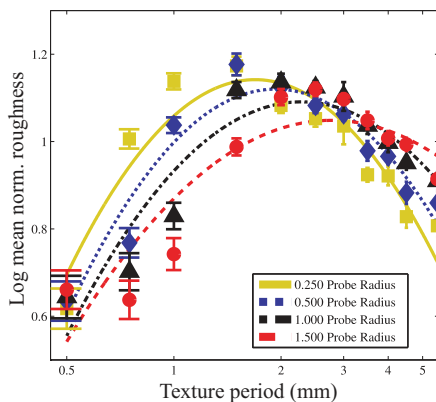 Log mean norm. roughness
1.2
1
0.8
0.6
0.250 Probe Radius
0.500 Probe Radius
1.000 Probe Radius
1.500 Probe Radius
0.5 1 2 3 4 5
Texture period (mm)